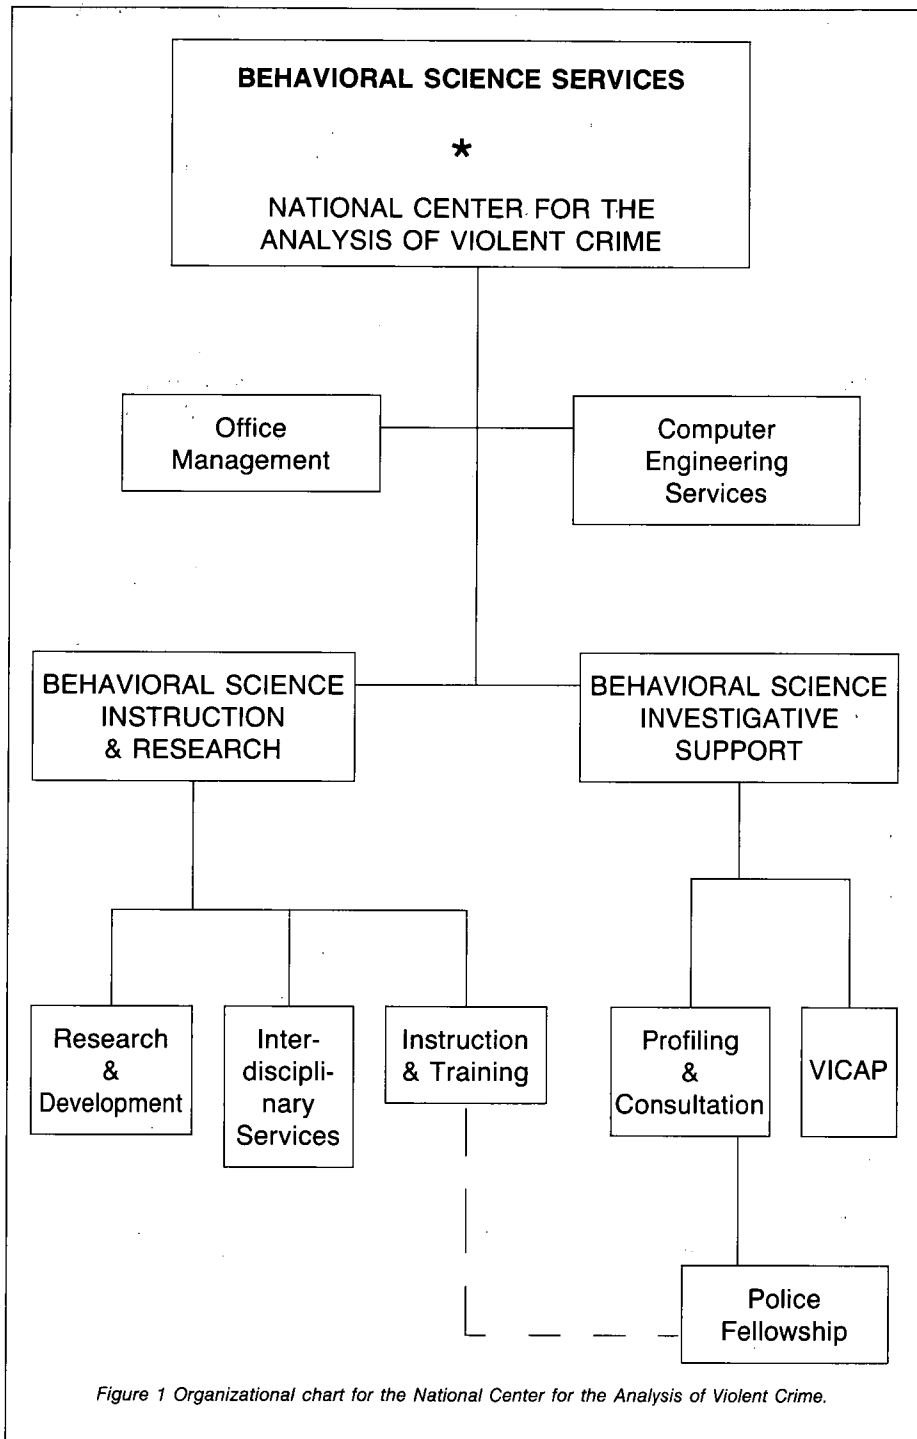 BEHAVIORAL SCIENCE SERVICES
*
NATIONAL CENTER FOR THE
ANALYSIS OF VIOLENT CRIME
Office
Management
Computer
Engineering
Services
BEHAVIORAL SCIENCE
INSTRUCTION
& RESEARCH
BEHAVIORAL SCIENCE
INVESTIGATIVE
SUPPORT
Research
&
Development
Inter-
discipli-
nary
Services
Instruction
& Training
Profiling
&
Consultation
VICAP
Police
Fellowship
Figure 1 Organizational chart for the National Center for the Analysis of Violent Crime.